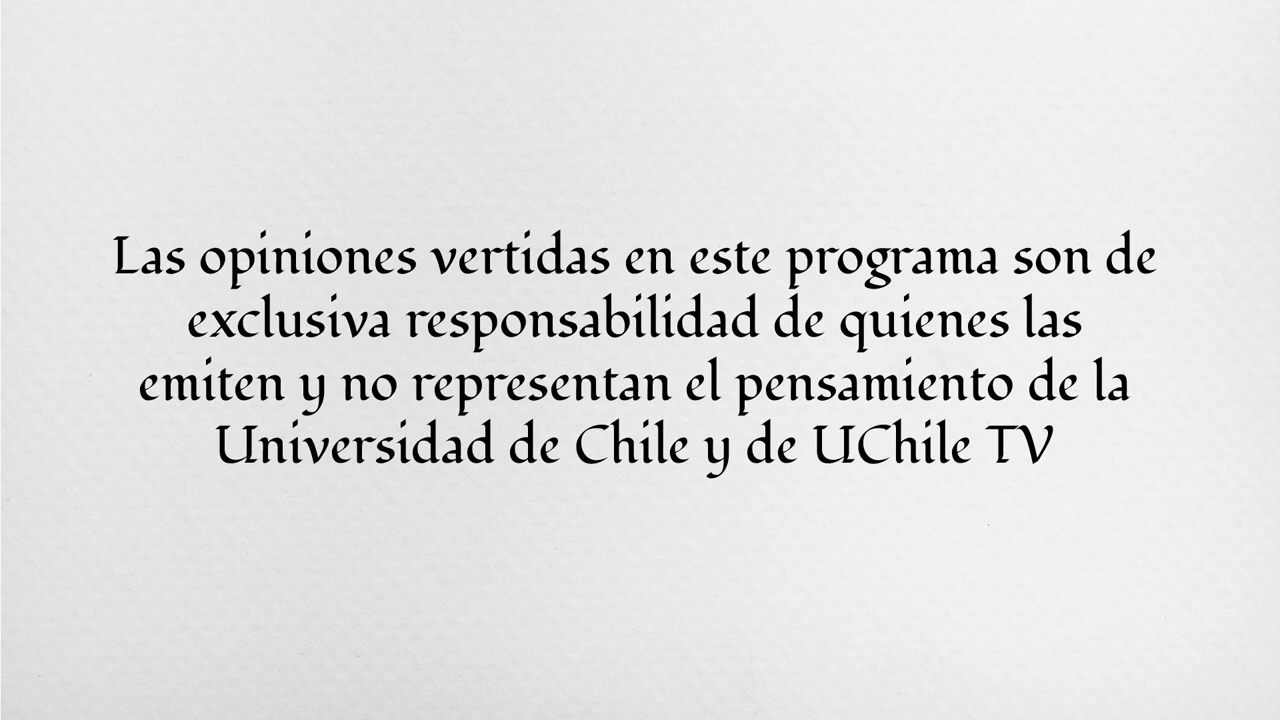 Las opiniones vertidas en este programa son de
exclusiva responsabilidad de quienes las
emiten y no representan el pensamiento de la
Universidad de Chile y de UChile TV